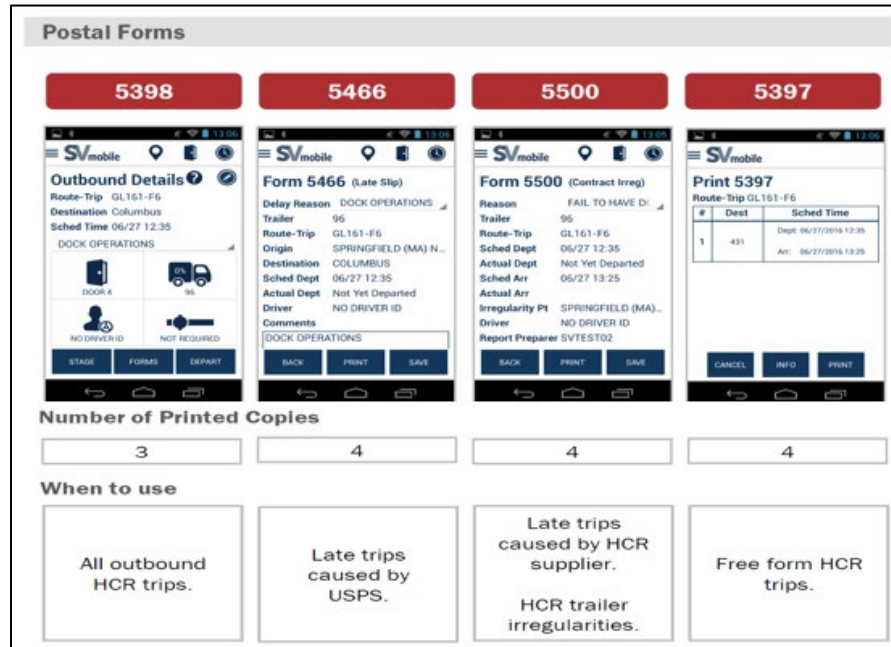 Postal Forms
5398
5466
5500
5397
13:06
SVmobile
Outbound Details
Route-Trip GL161-F6
Destination Columbus
Sched Time 06/27 12:35
DOCK OPERATIONS
DOOR 4
0%
96
NO DRIVER ID
NOT REQUIRED
STAGE FORMS DEPART
13:06
SVmobile
Form 5466 (Late Slip)
Delay Reason DOCK OPERATIONS
Trailer 96
Route-Trip GL161-F6
Origin SPRINGFIELD (MA) N...
Destination COLUMBUS
Sched Dept 06/27 12:35
Actual Dept Not Yet Departed
Driver NO DRIVER ID
Comments
DOCK OPERATIONS
BACK PRINT SAVE
13:05
SVmobile
Form 5500 (Contract Irreg)
Reason FAIL TO HAVE D(
Trailer 96
Route-Trip GL161-F6
Sched Dept 06/27 12:35
Actual Dept Not Yet Departed
Sched Arr 06/27 13:25
Actual Arr
Irregularity Pt SPRINGFIELD (MA)...
Driver NO DRIVER ID
Report Preparer SVTEST02
BACK PRINT SAVE
13:06
SVmobile
Print 5397
Route-Trip GL161-F6
# Dest Sched Time
1 431 Dept: 06/27/2016 12:35
Arr: 06/27/2016 13:25
CANCEL INFO PRINT
Number of Printed Copies
3
4
4
4
When to use
All outbound
HCR trips.
Late trips
caused by
USPS.
Late trips
caused by HCR
supplier.
HCR trailer
irregularities.
Free form HCR
trips.